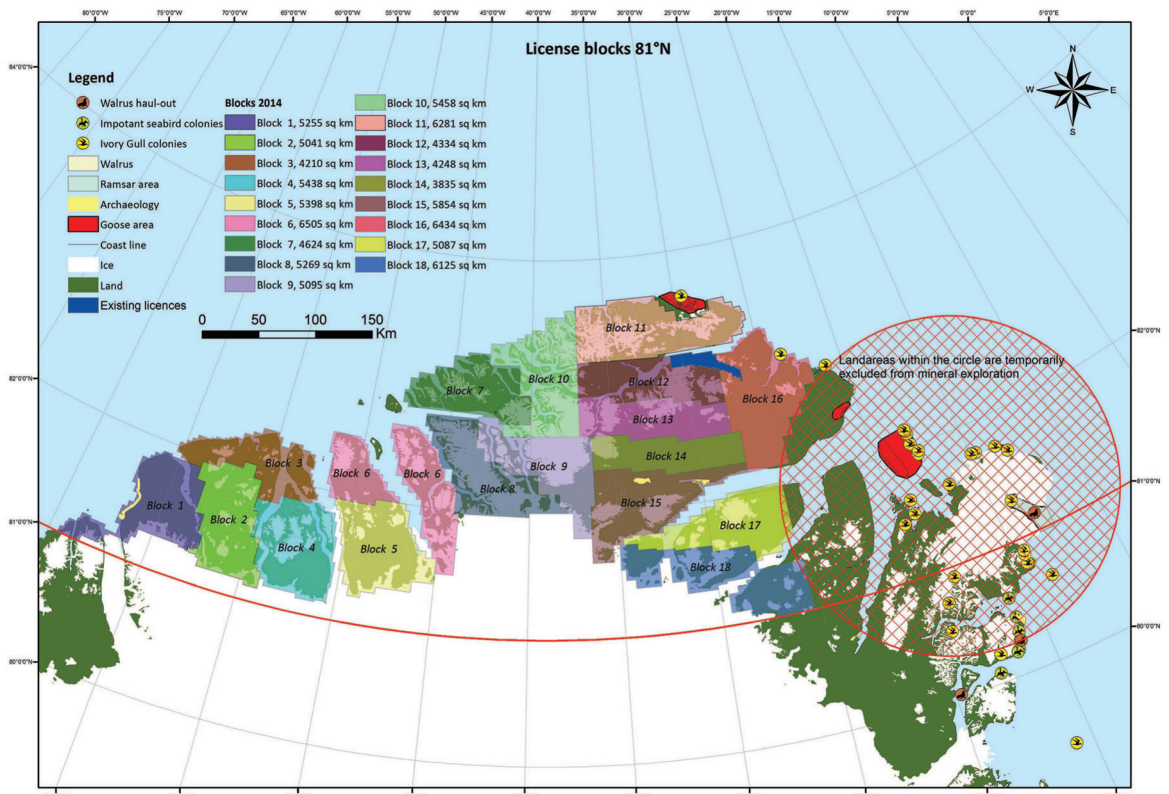 80°0'0"W
75°0'0"W
70°0'0"W
65°0'0"W
60°0'0"W
55°0'0"W
50°0'0"W
45°0'0"W
40°0'0"W
35°0'0"W
30°0'0"W
25°0'0"W
20°0'0"W
15°0'0"W
10°0'0"W
5°0'0"W
0°0'0"
5°0'0"E
License blocks 81°N
84°0'0"N
N
W
E
S
Legend
Walrus haul-out
Impotant seabird colonies
Ivory Gull colonies
Walrus
Ramsar area
Archaeology
Goose area
Coast line
Ice
Land
Existing licences
Blocks 2014
Block 1, 5255 sq km
Block 2, 5041 sq km
Block 3, 4210 sq km
Block 4, 5438 sq km
Block 5, 5398 sq km
Block 6, 6505 sq km
Block 7, 4624 sq km
Block 8, 5269 sq km
Block 9, 5095 sq km
Block 10, 5458 sq km
Block 11, 6281 sq km
Block 12, 4334 sq km
Block 13, 4248 sq km
Block 14, 3835 sq km
Block 15, 5854 sq km
Block 16, 6434 sq km
Block 17, 5087 sq km
Block 18, 6125 sq km
0 50 100 150
Km
83°0'0"N
82°0'0"N
81°0'0"N
80°0'0"N
82°0'0"N
81°0'0"N
80°0'0"N
Landareas within the circle are temporarily
excluded from mineral exploration
Block 11
Block 7
Block 10
Block 12
Block 16
Block 13
Block 3
Block 6
Block 6
Block 9
Block 14
Block 8
Block 1
Block 2
Block 15
Block 17
Block 4
Block 5
Block 18